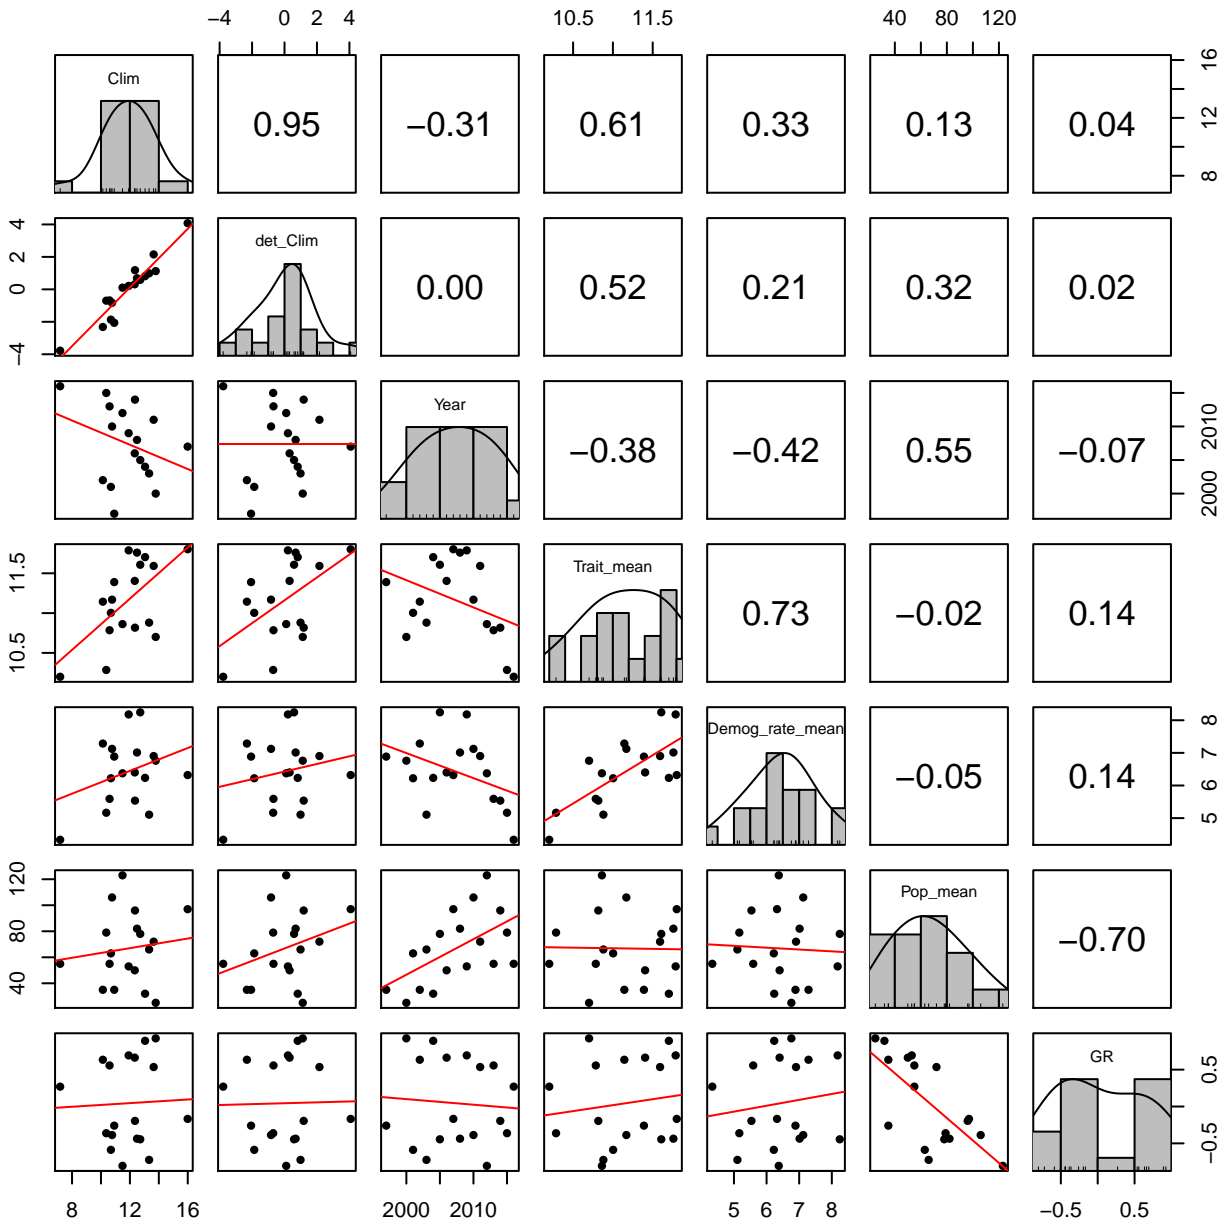 −4 0 2 4 10.5 11.5 40 80 120
Clim
0.95 −0.31 0.61 0.33 0.13 0.04
8 12 16
−4 0 2 4
det_Clim
0.00 0.52 0.21 0.32 0.02
Year
−0.38 −0.42 0.55 −0.07
2000 2010
10.5 11.5
Trait_mean
0.73 −0.02 0.14
Demog_rate_mean
−0.05 0.14
5 6 7 8
40 80 120
Pop_mean
−0.70
GR
−0.5 0.5
8 12 16 2000 2010 5 6 7 8 −0.5 0.5